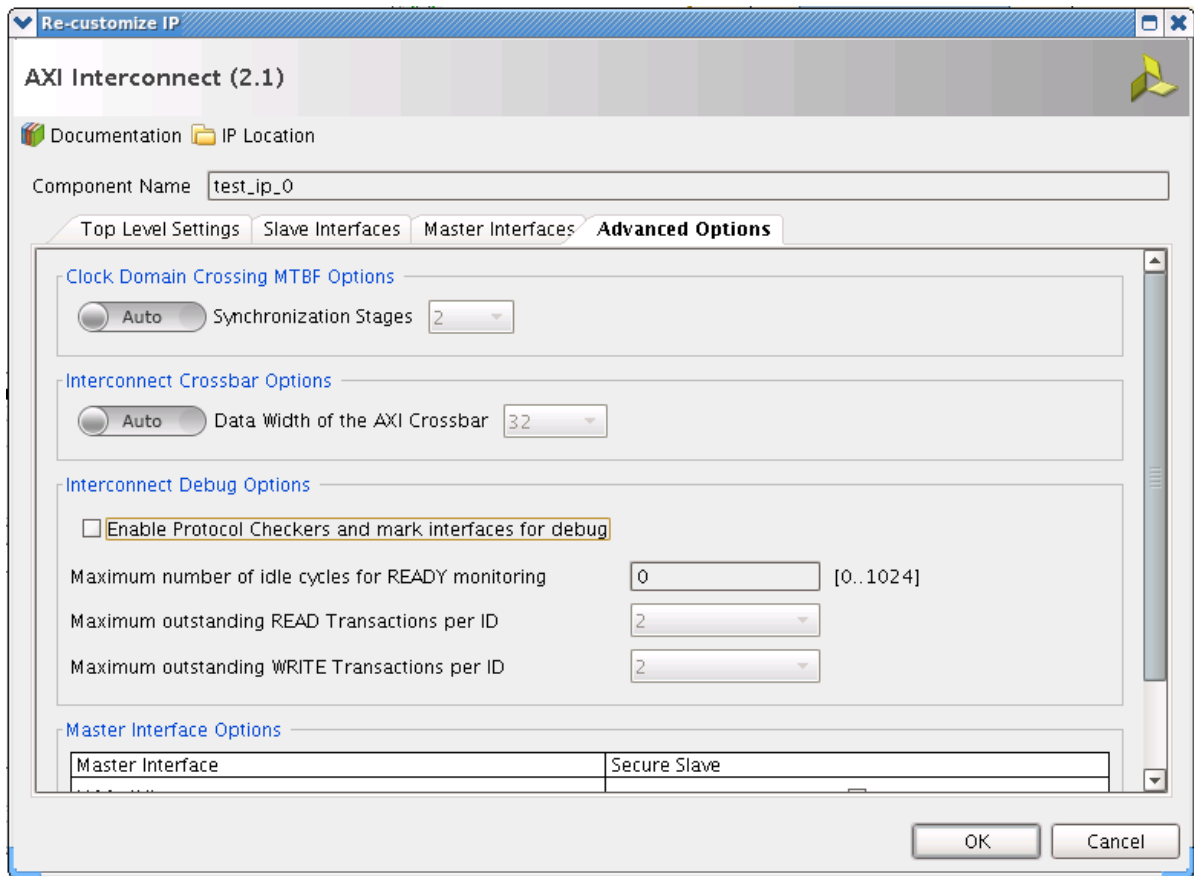 Re-customize IP
AXI Interconnect (2.1)
Documentation IP Location
Component Name test_ip_0
Top Level Settings Slave Interfaces Master Interfaces Advanced Options
Clock Domain Crossing MTBF Options
Auto Synchronization Stages 2
Interconnect Crossbar Options
Auto Data Width of the AXI Crossbar 32
Interconnect Debug Options
Enable Protocol Checkers and mark interfaces for debug
Maximum number of idle cycles for READY monitoring 0 [0..1024]
Maximum outstanding READ Transactions per ID 2
Maximum outstanding WRITE Transactions per ID 2
Master Interface Options
Master Interface Secure Slave
OK Cancel